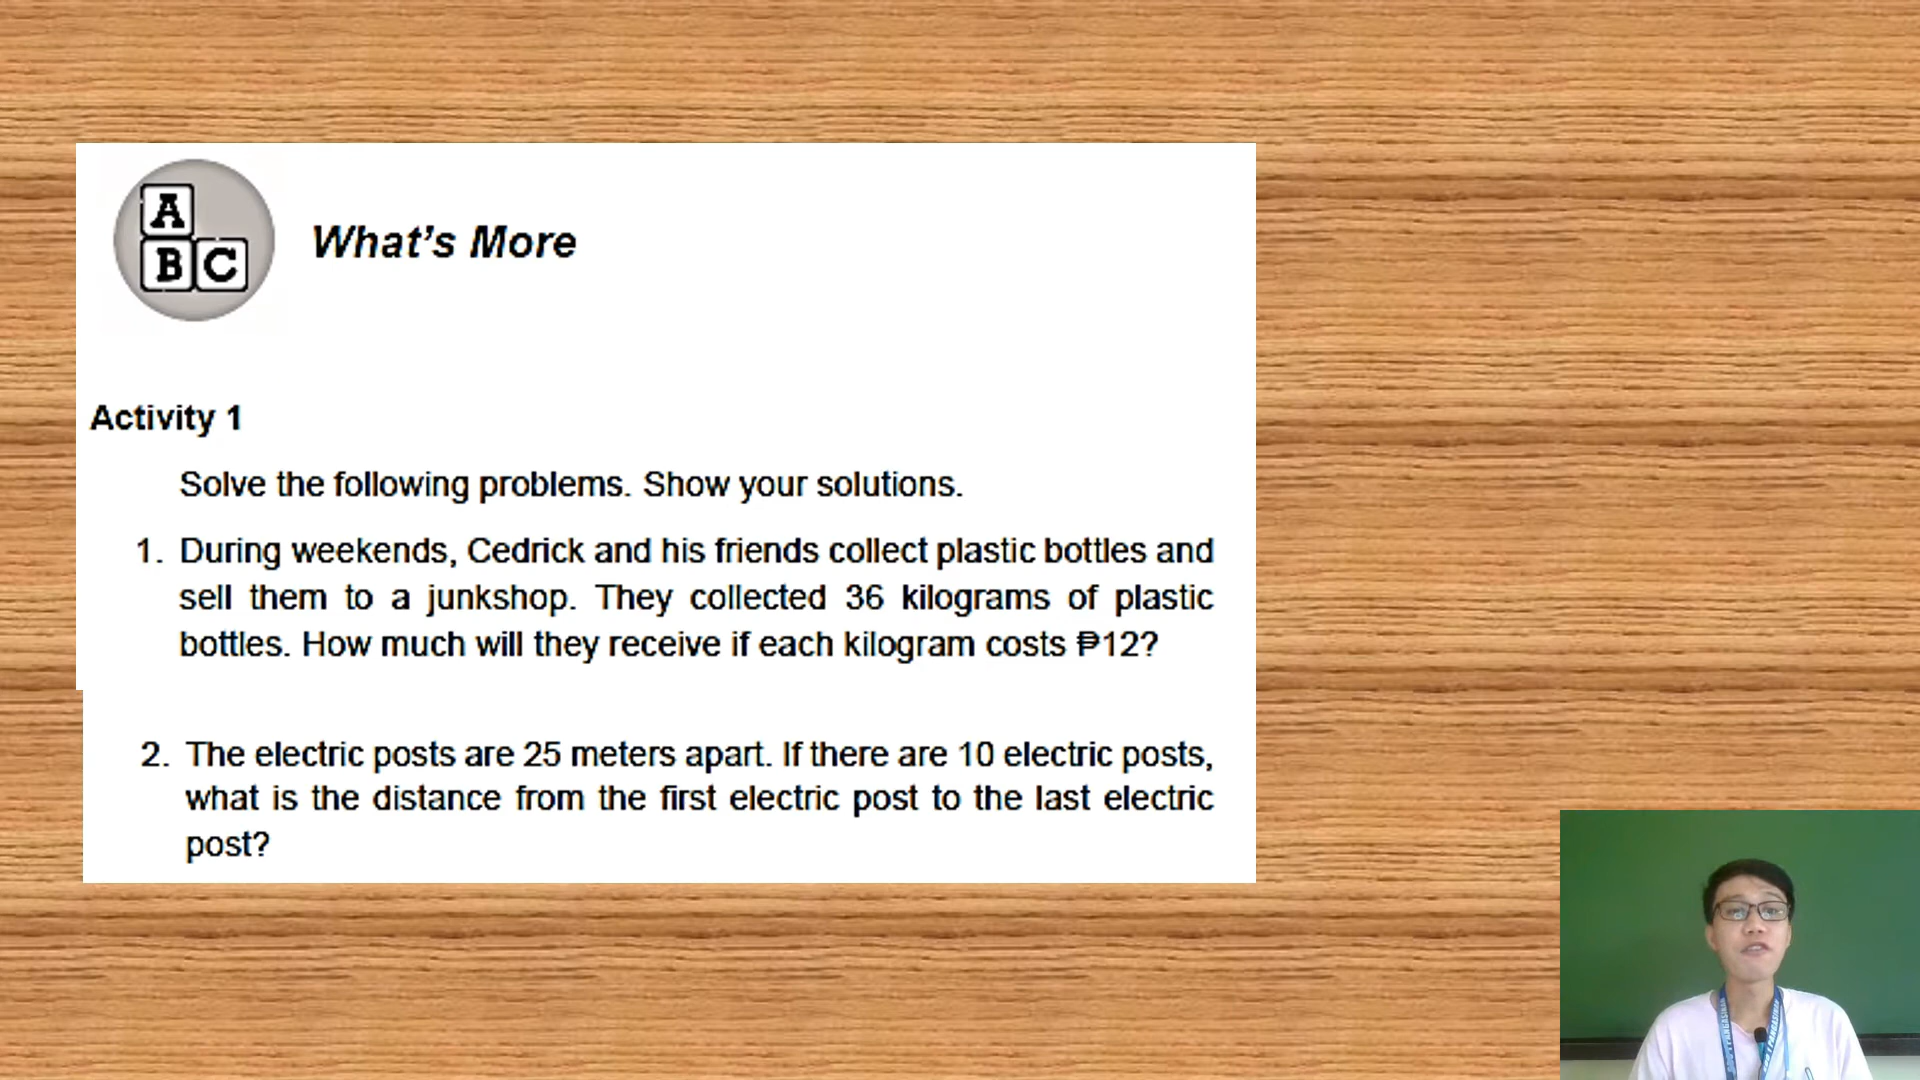 A
B C
What's More
Activity 1
Solve the following problems. Show your solutions.
1. During weekends, Cedrick and his friends collect plastic bottles and
sell them to a junkshop. They collected 36 kilograms of plastic
bottles. How much will they receive if each kilogram costs ₱12?
2. The electric posts are 25 meters apart. If there are 10 electric posts,
what is the distance from the first electric post to the last electric
post?